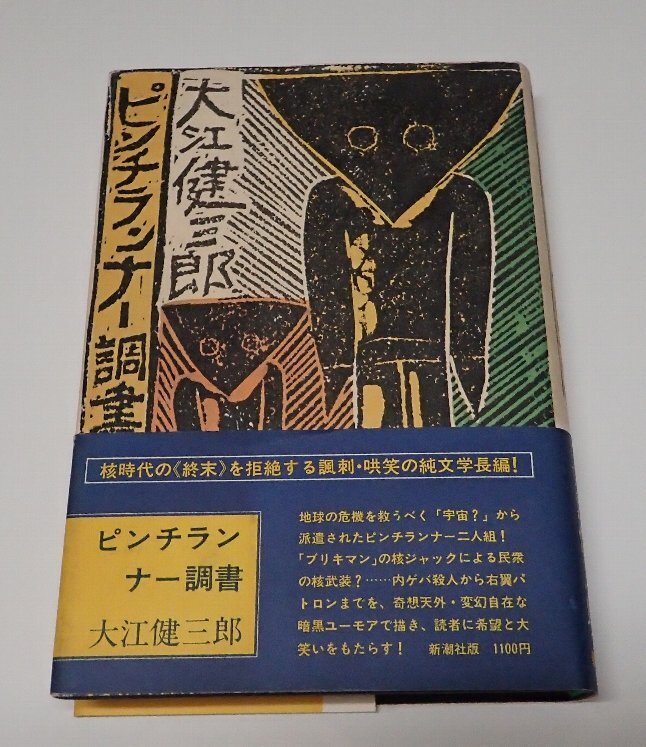 大江健三郎
ピンチランナー調書
核時代の《終末》を拒絶する諷刺・哄笑の純文学長編!
ピンチラン
ナー調書
大江健三郎
地球の危機を救うべく「宇宙?」から
派遣されたピンチランナー二人組!
「ブリキマン」の核ジャックによる民衆
の核武装?……内ゲバ殺人から右翼パ
トロンまでを、奇想天外・変幻自在な
暗黒ユーモアで描き、読者に希望と大
笑いをもたらす! 新潮社版 1100円